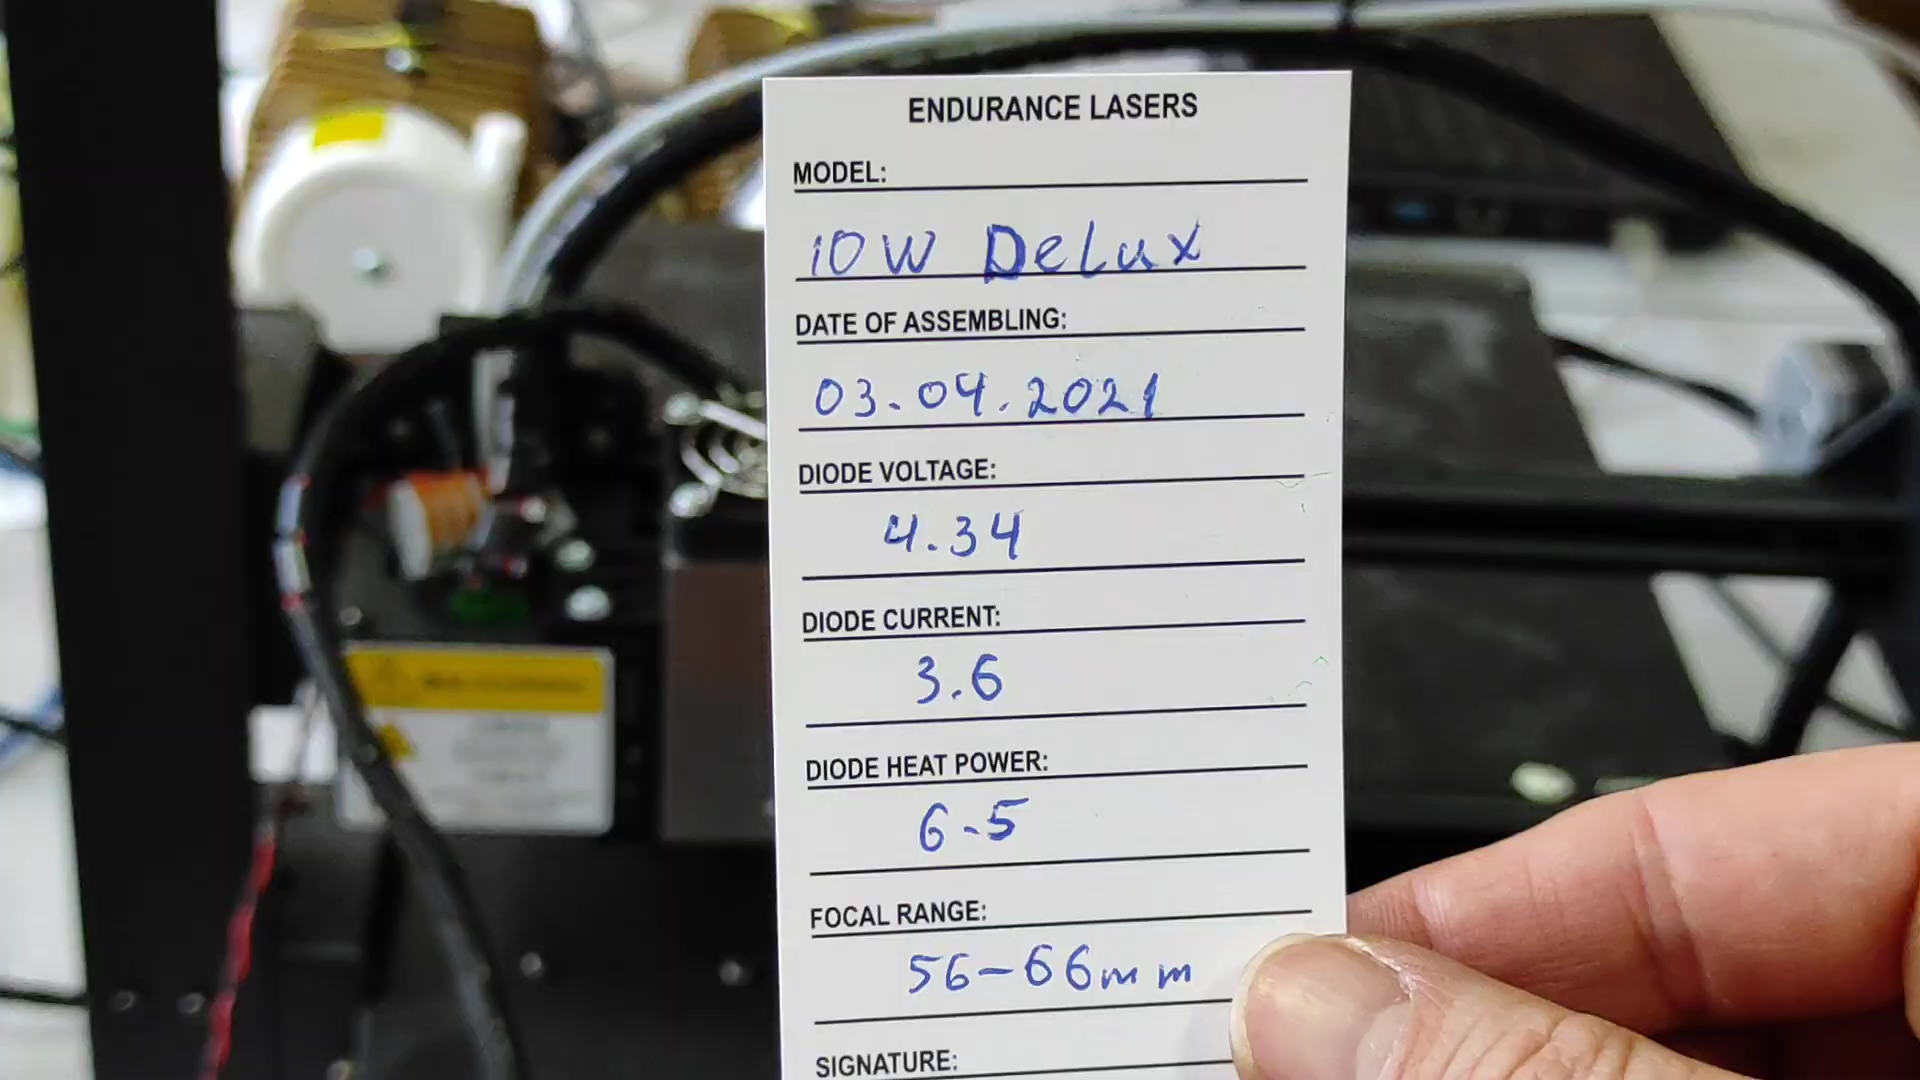 ENDURANCE LASERS
MODEL:
10W Delux
DATE OF ASSEMBLING:
03.04.2021
DIODE VOLTAGE:
4.34
DIODE CURRENT:
3.6
DIODE HEAT POWER:
6.5
FOCAL RANGE:
56-66mm
SIGNATURE: